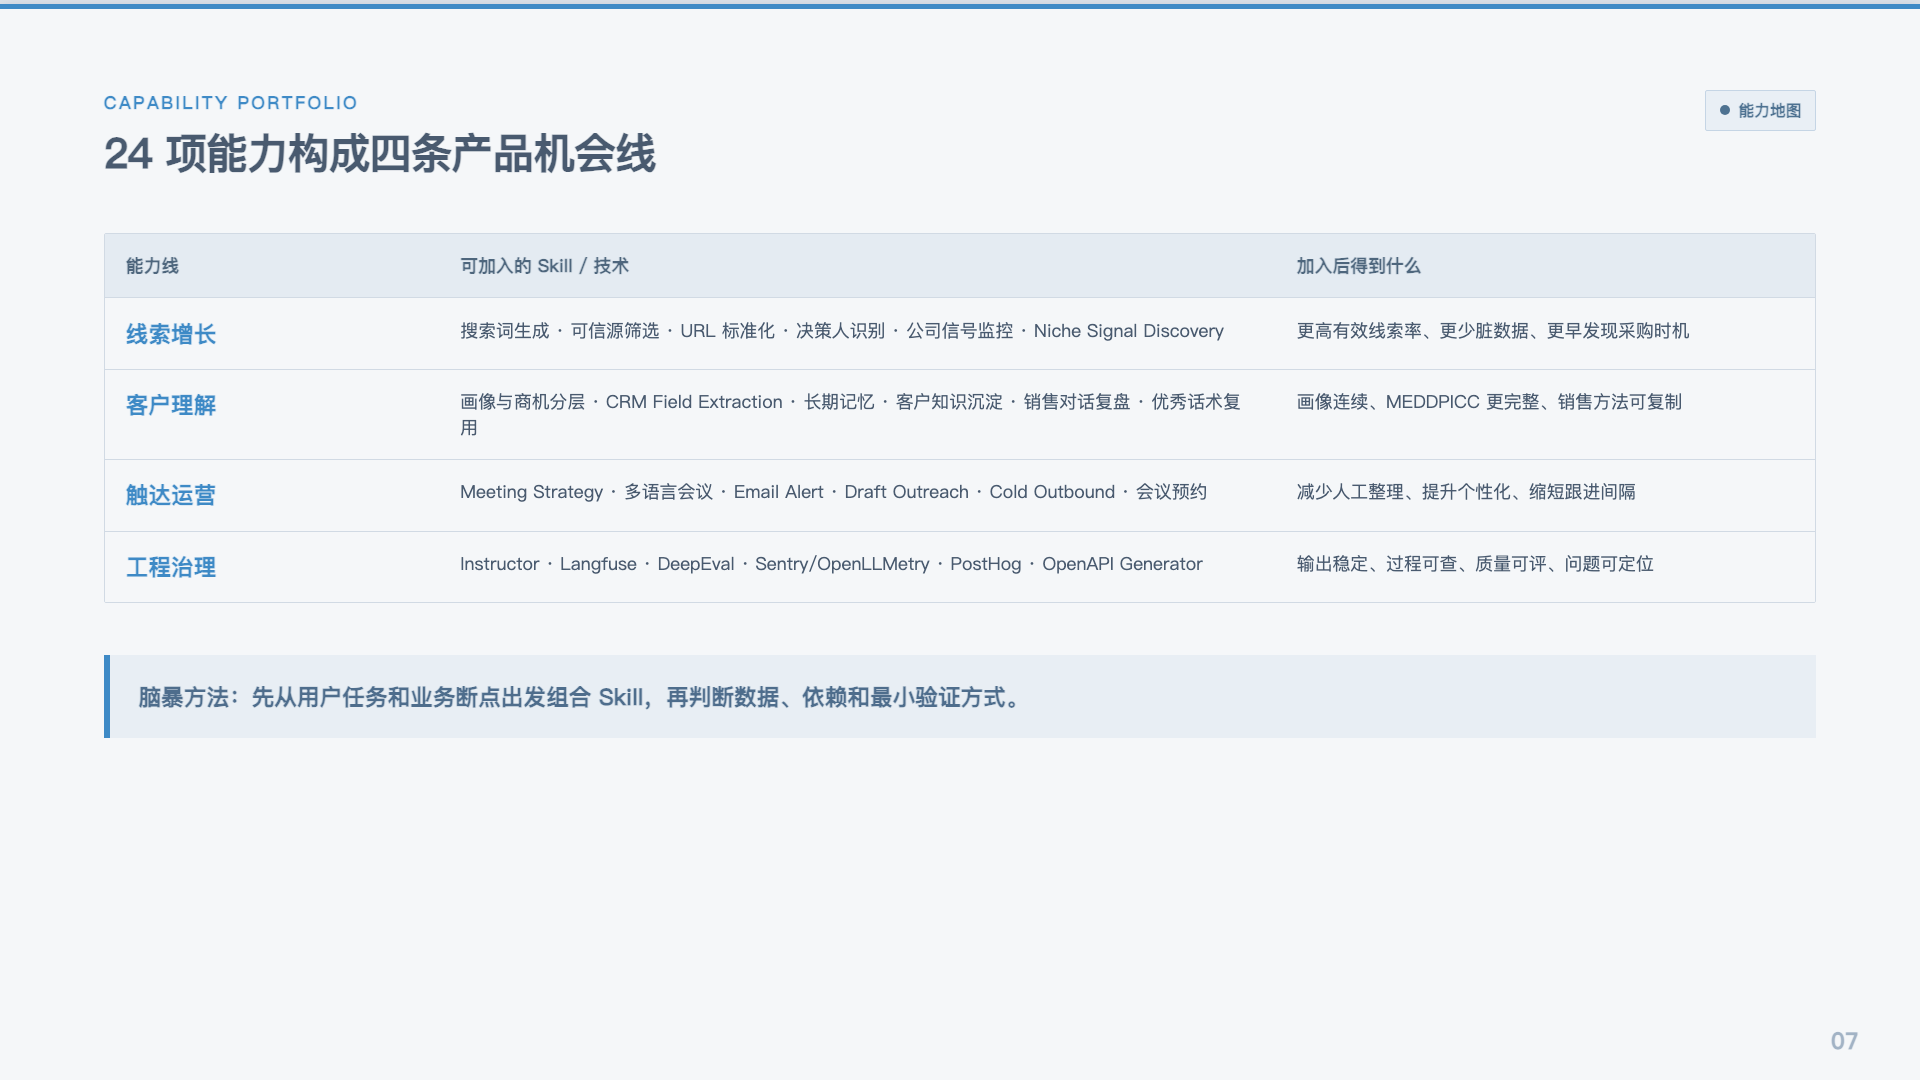 CAPABILITY PORTFOLIO
能力地图
24 项能力构成四条产品机会线
能力线 可加入的 Skill / 技术 加入后得到什么
线索增长 搜索词生成 · 可信源筛选 · URL 标准化 · 决策人识别 · 公司信号监控 · Niche Signal Discovery 更高有效线索率、更少脏数据、更早发现采购时机
客户理解 画像与商机分层 · CRM Field Extraction · 长期记忆 · 客户知识沉淀 · 销售对话复盘 · 优秀话术复 画像连续、MEDDPICC 更完整、销售方法可复制
用
触达运营 Meeting Strategy · 多语言会议 · Email Alert · Draft Outreach · Cold Outbound · 会议预约 减少人工整理、提升个性化、缩短跟进间隔
工程治理 Instructor · Langfuse · DeepEval · Sentry/OpenLLMetry · PostHog · OpenAPI Generator 输出稳定、过程可查、质量可评、问题可定位
脑暴方法：先从用户任务和业务断点出发组合 Skill，再判断数据、依赖和最小验证方式。
07